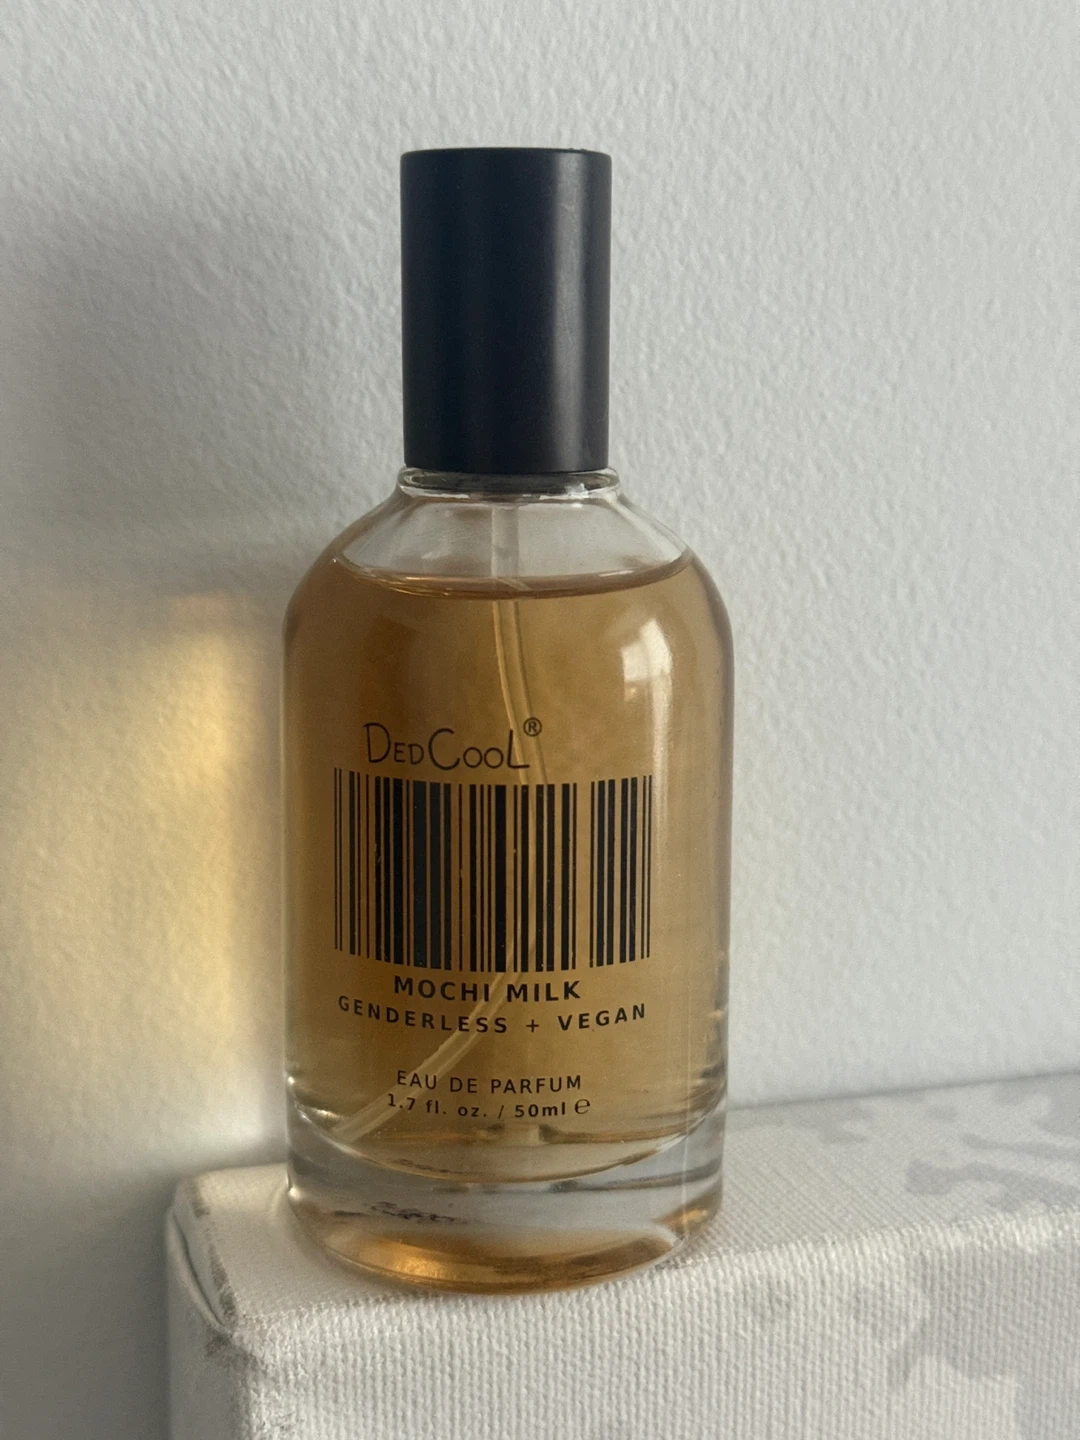 DEDCOOL®
MOCHI MILK
GENDERLESS + VEGAN
EAU DE PARFUM
1.7 fl. oz. / 50ml ℮